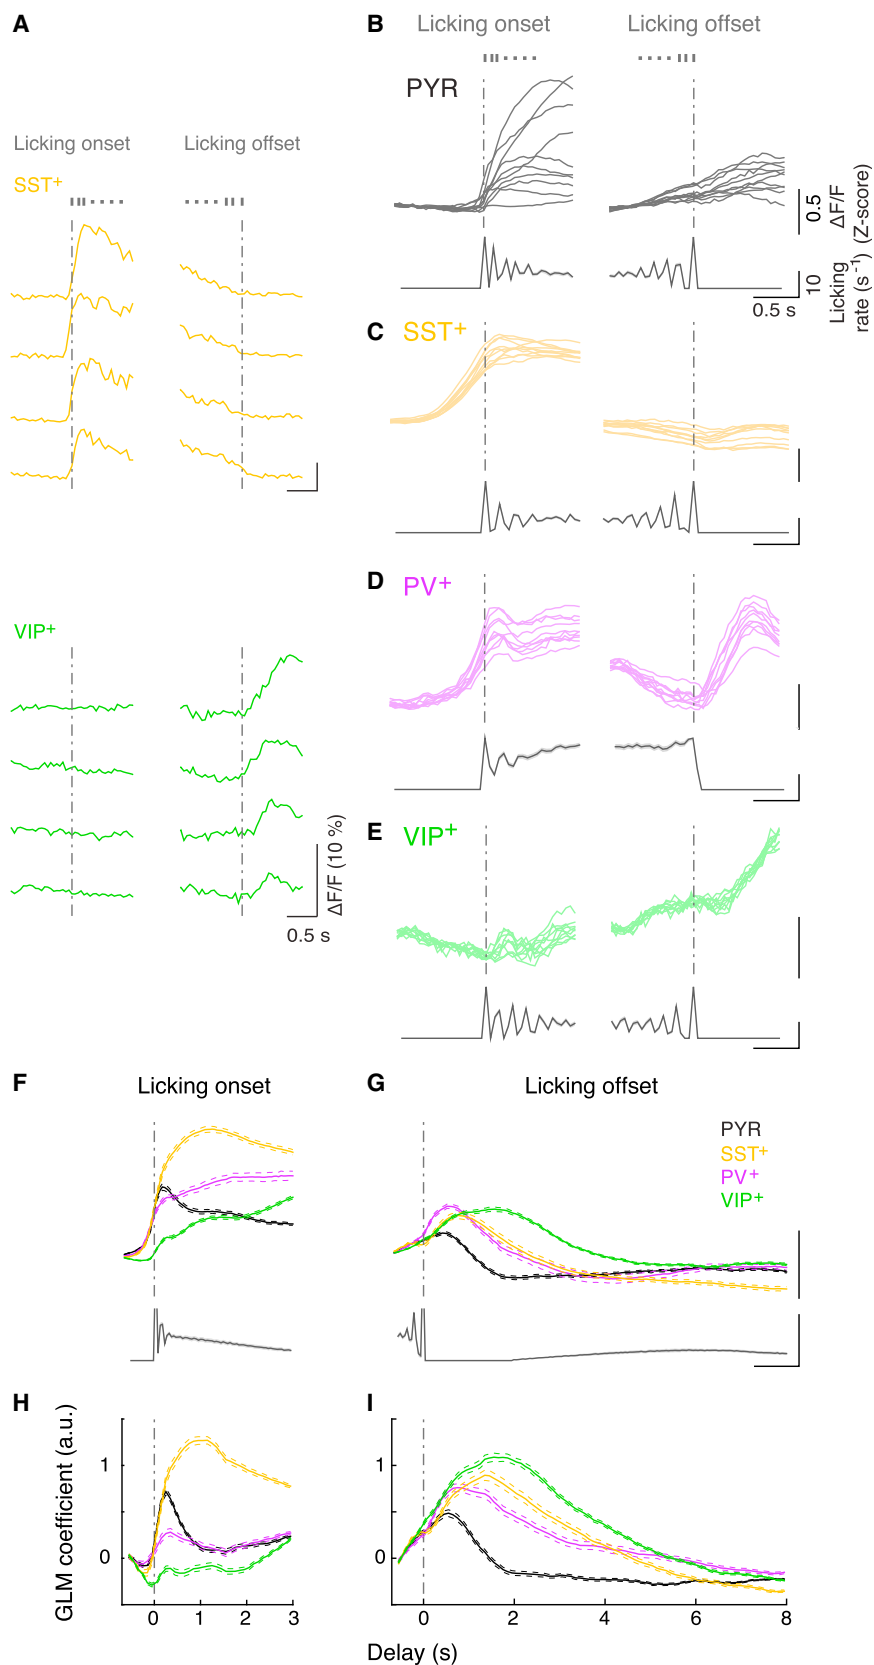 A
Licking onset Licking offset
SST+
VIP+
ΔF/F (10 %)
0.5 s
B
Licking onset Licking offset
PYR
0.5
ΔF/F
(Z-score)
10
Licking
rate (s-1)
0.5 s
C
SST+
D
PV+
E
VIP+
F
Licking onset
G
Licking offset
PYR
SST+
PV+
VIP+
H
GLM coefficient (a.u.)
1
0
0 1 2 3
I
1
0
0 2 4 6 8
Delay (s)